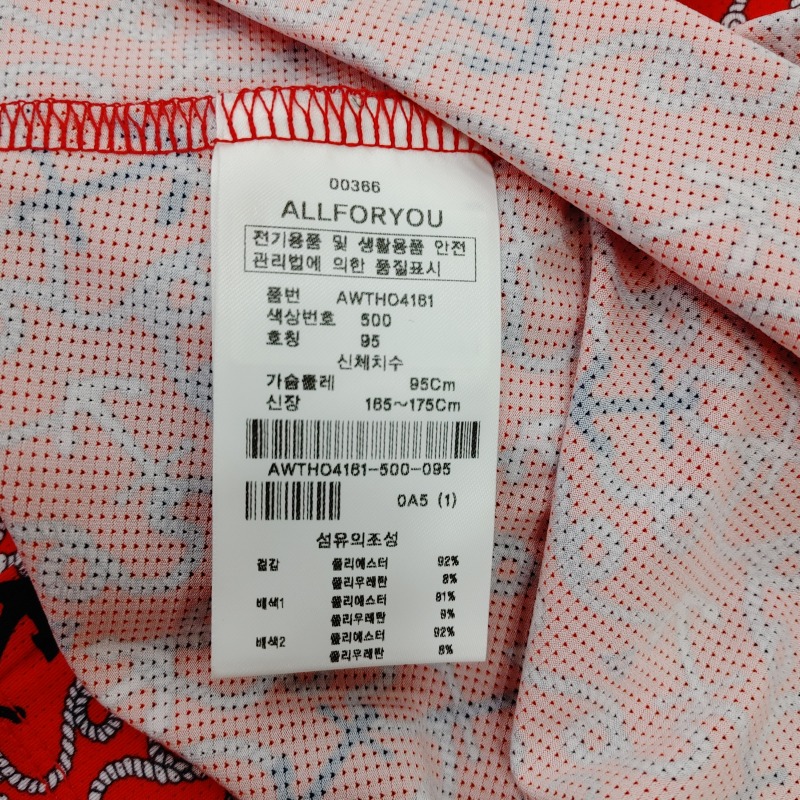 00366
ALLFORYOU
전기용품 및 생활용품 안전
관리법에 의한 품질표시
품번 AWTHO4161
색상번호 500
호칭 95
신체치수
가슴둘레 95Cm
신장 165~175Cm
AWTHO4161-500-095
0A5 (1)
섬유의조성
겉감 폴리에스터 92%
폴리우레탄 8%
배색1 폴리에스터 91%
폴리우레탄 9%
배색2 폴리에스터 92%
폴리우레탄 8%